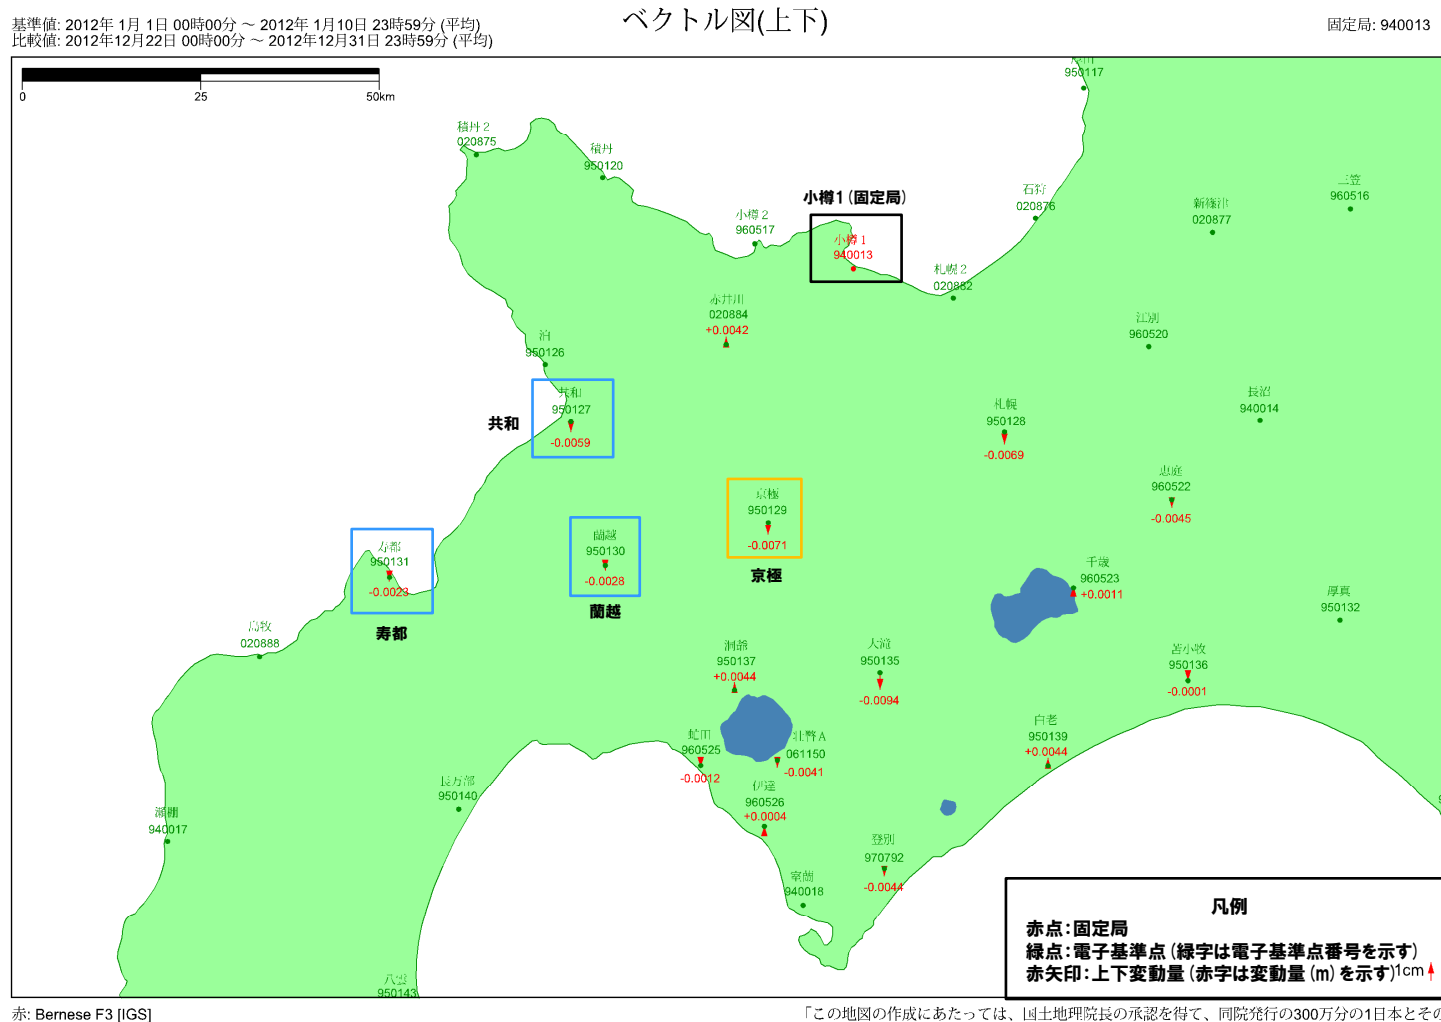 ベクトル図(上下)
基準値: 2012年 1月 1日 00時00分 ～ 2012年 1月10日 23時59分 (平均)
比較値: 2012年12月22日 00時00分 ～ 2012年12月31日 23時59分 (平均)
固定局: 940013
0
25
50km
950117
積丹２
020875
積丹
950120
小樽1(固定局)
小樽１
940013
小樽２
960517
石狩
020876
新篠津
020877
三笠
960516
札幌２
020882
赤井川
020884
+0.0042
江別
960520
泊
950126
共和
共和
950127
-0.0059
札幌
950128
-0.0069
長沼
940014
恵庭
960522
-0.0045
京極
950129
-0.0071
京極
蘭越
950130
-0.0028
蘭越
寿都
950131
-0.0023
寿都
千歳
960523
+0.0011
厚真
950132
島牧
020888
洞爺
950137
+0.0044
大滝
950135
-0.0094
苫小牧
950136
-0.0001
白老
950139
+0.0044
虻田
960525
-0.0012
壮瞥Ａ
061150
-0.0041
伊達
960526
+0.0004
長万部
950140
瀬棚
940017
登別
970792
-0.0044
室蘭
940018
八雲
950143
凡例
赤点：固定局
緑点：電子基準点(緑字は電子基準点番号を示す)
赤矢印：上下変動量(赤字は変動量(m)を示す)
1cm
赤: Bernese F3 [IGS]
「この地図の作成にあたっては、国土地理院長の承認を得て、同院発行の300万分の1日本とその